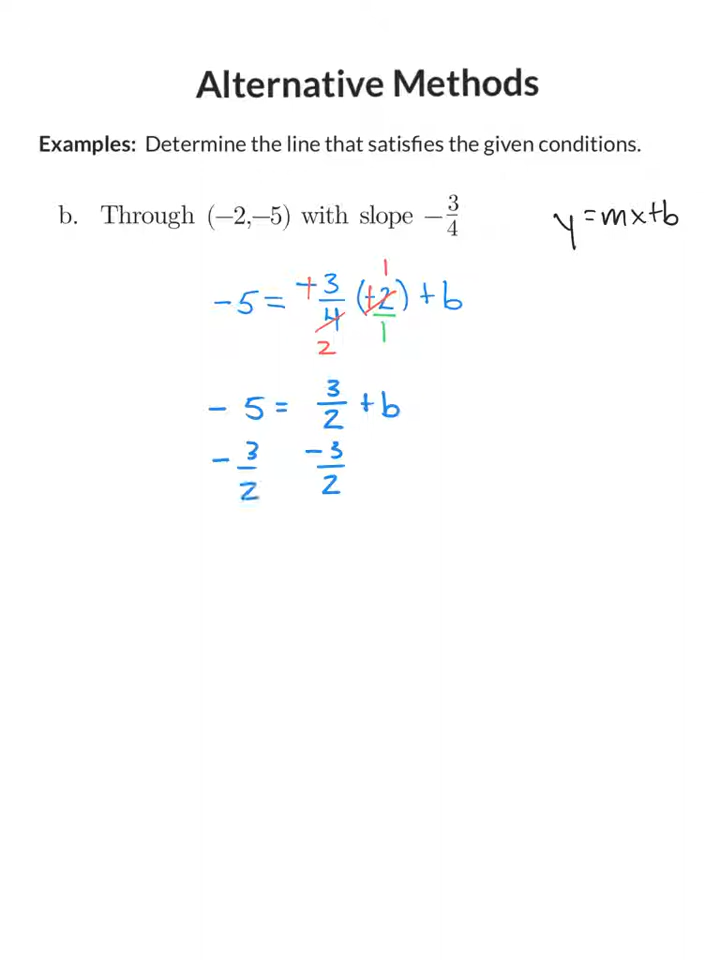 Alternative Methods
Examples: Determine the line that satisfies the given conditions.
b. Through (−2,−5) with slope −3/4
y=mx+b
-5 = +3/4 (+2/1) + b
1
2
- 5 = 3/2 + b
- 3/2 -3/2